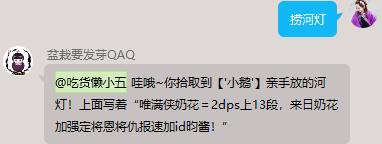 捞河灯
盆栽要发芽QAQ
@吃货懒小五 哇哦~你拾取到【'小鹅'】亲手放的河
灯！上面写着“唯满侠奶花＝2dps上13段，来日奶花
加强定将恩将仇报速加id昀酱！”